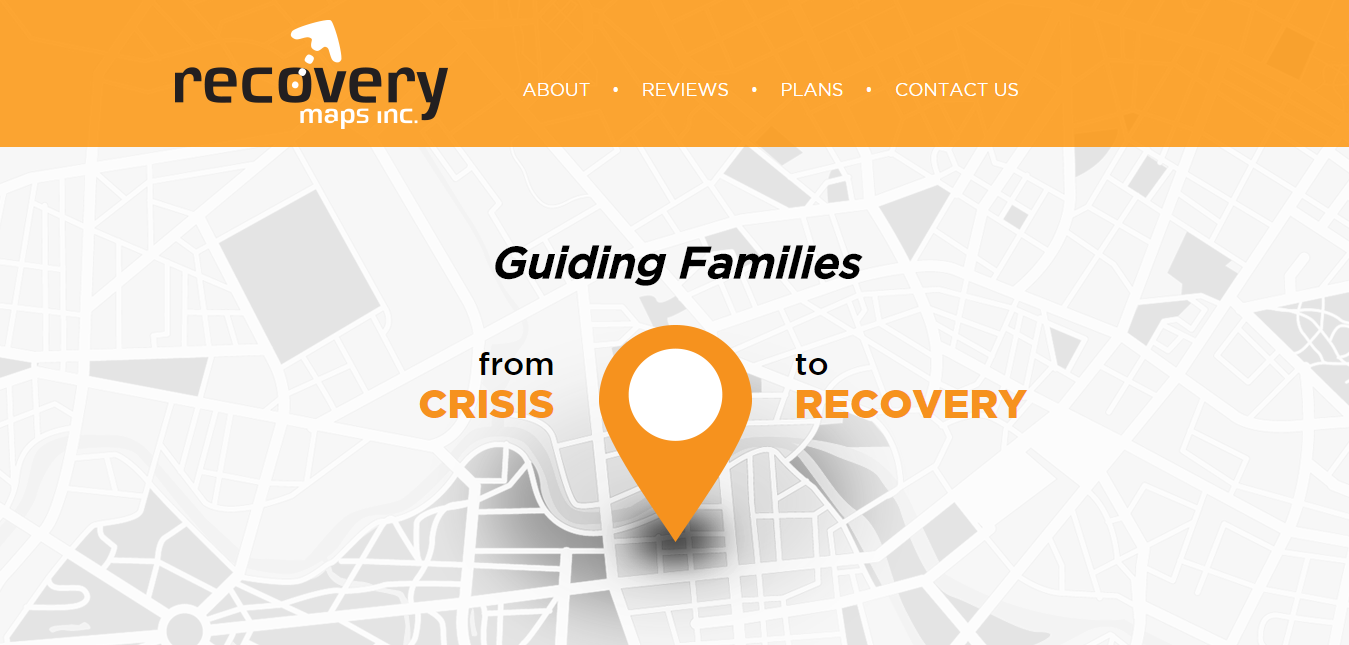 recovery
maps inc.
ABOUT • REVIEWS • PLANS • CONTACT US
Guiding Families
from
CRISIS
to
RECOVERY